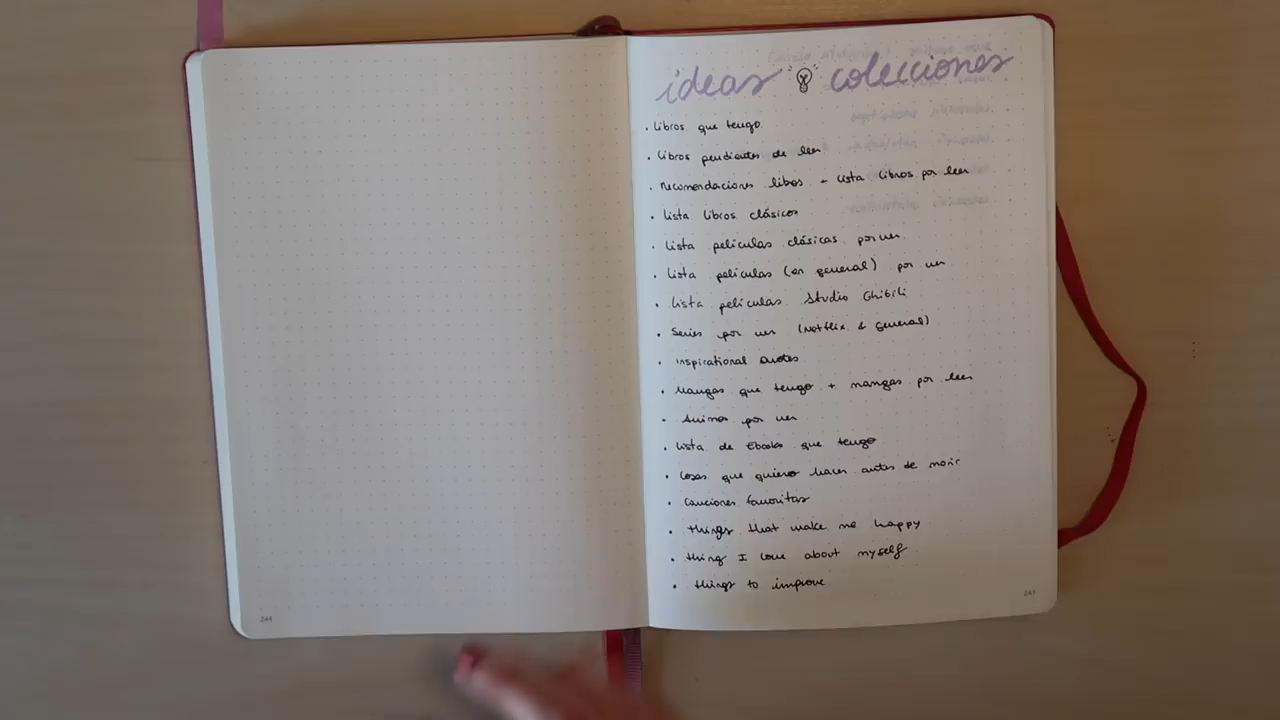 ideas colecciones
· Libros que tengo
· Libros pendientes de leer
· Recomendaciones libros + lista libros por leer
· Lista libros clásicos
· Lista películas clásicas por ver
· Lista películas (en general) por ver
· Lista películas Studio Ghibili
· Series por ver (Netflix & general)
· inspirational quotes
· Mangas que tengo + mangas por leer
· Animes por ver
· Lista de Ebooks que tengo
· Cosas que quiero hacer antes de morir
· Canciones favoritas
· things that make me happy
· thing I love about myself
· things to improve
244